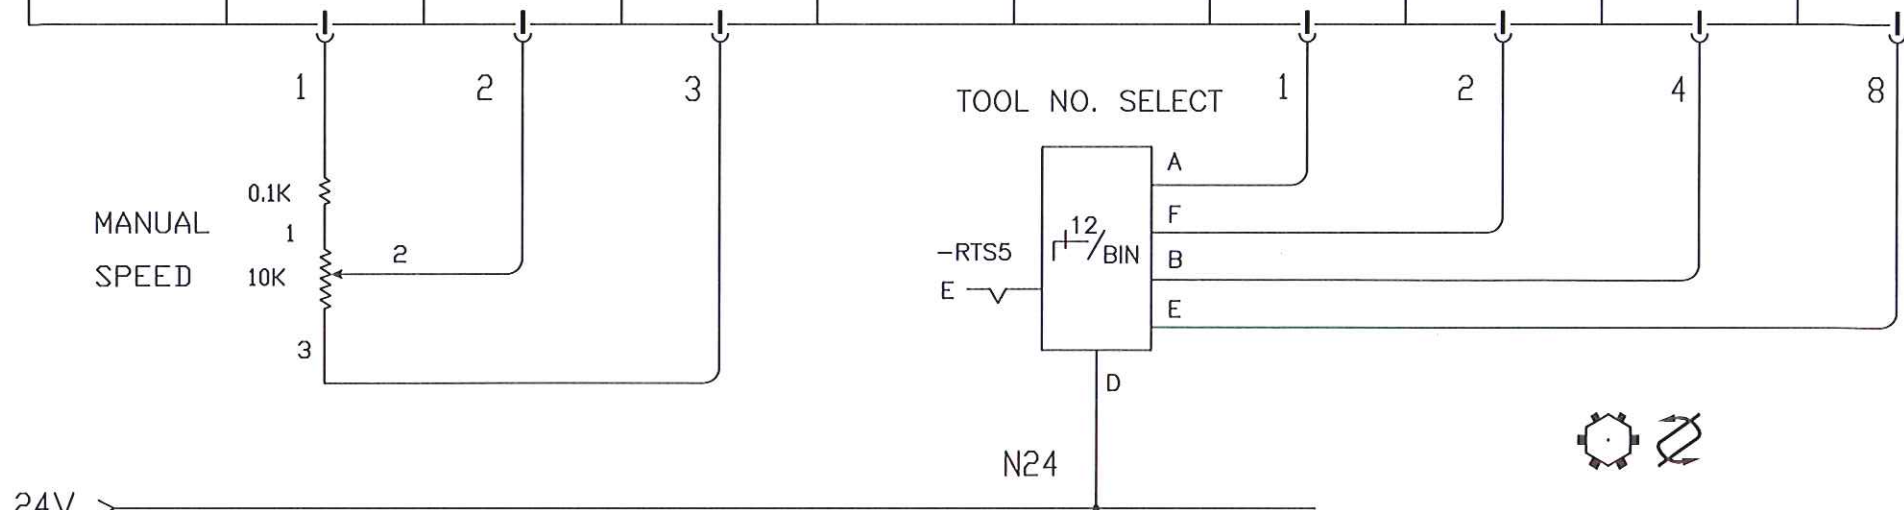 1 2 3 1 2 4 8
TOOL NO. SELECT
A
0.1K
MANUAL
F
1
12/BIN
2
-RTS5
B
SPEED
10K
E
E
3
D
N24
24V